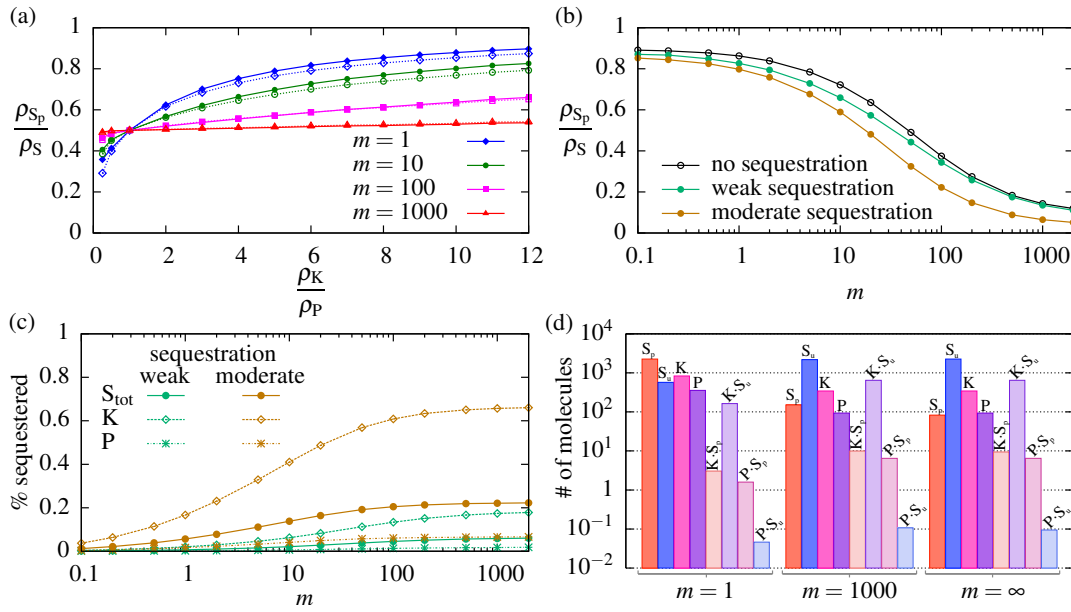 (a)
1
0.8
0.6
0.4
0.2
0
ρSp
ρS
m = 1
m = 10
m = 100
m = 1000
0 2 4 6 8 10 12
ρK
ρP
(b)
1
0.8
0.6
0.4
0.2
0
ρSp
ρS
no sequestration
weak sequestration
moderate sequestration
0.1 1 10 100 1000
m
(c)
1
0.8
0.6
0.4
0.2
0
% sequestered
sequestration
weak moderate
Stot
K
P
0.1 1 10 100 1000
m
(d)
10^4
10^3
10^2
10^1
1
10^−1
10^−2
# of molecules
Sp Su K P K·Sp K·Su P·Sp P·Su
Sp Su K P K·Sp K·Su P·Sp P·Su
Sp Su K P K·Sp K·Su P·Sp P·Su
m = 1 m = 1000 m = ∞